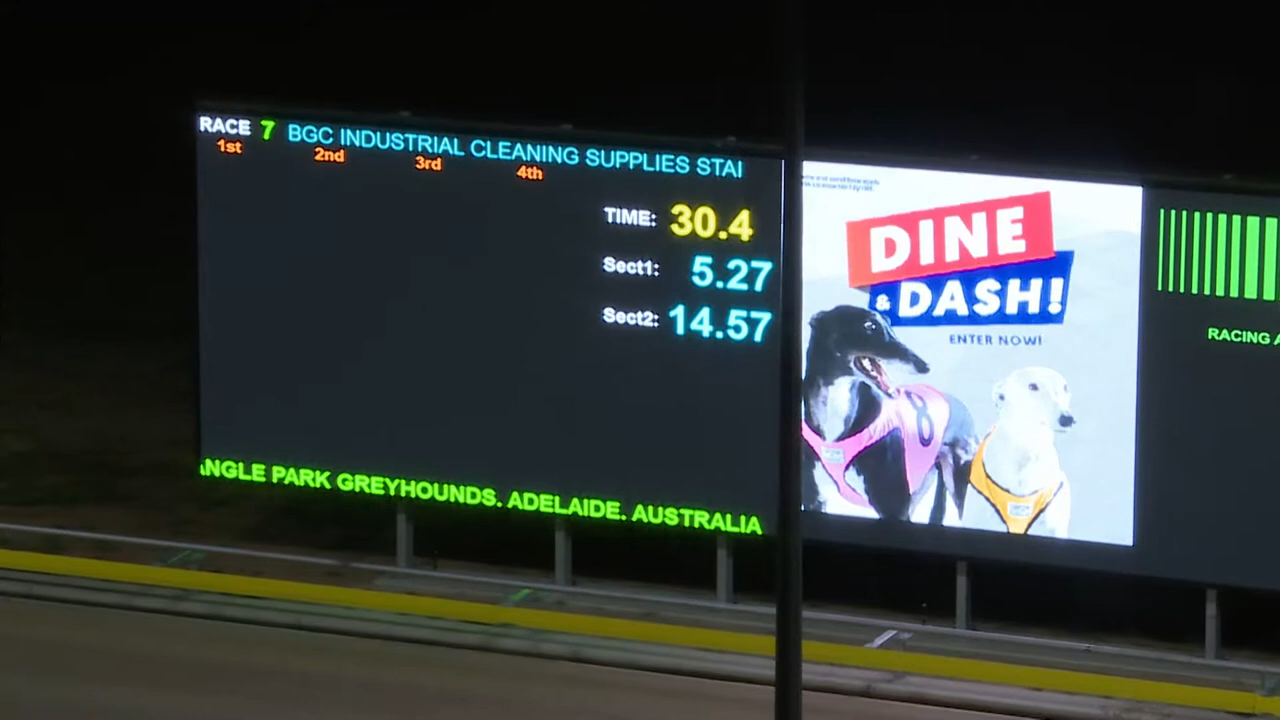 RACE 7 BGC INDUSTRIAL CLEANING SUPPLIES STAI
1st 2nd 3rd 4th
TIME: 30.4
Sect1: 5.27
Sect2: 14.57
ANGLE PARK GREYHOUNDS. ADELAIDE. AUSTRALIA
DINE
& DASH!
ENTER NOW!
8
RACING A